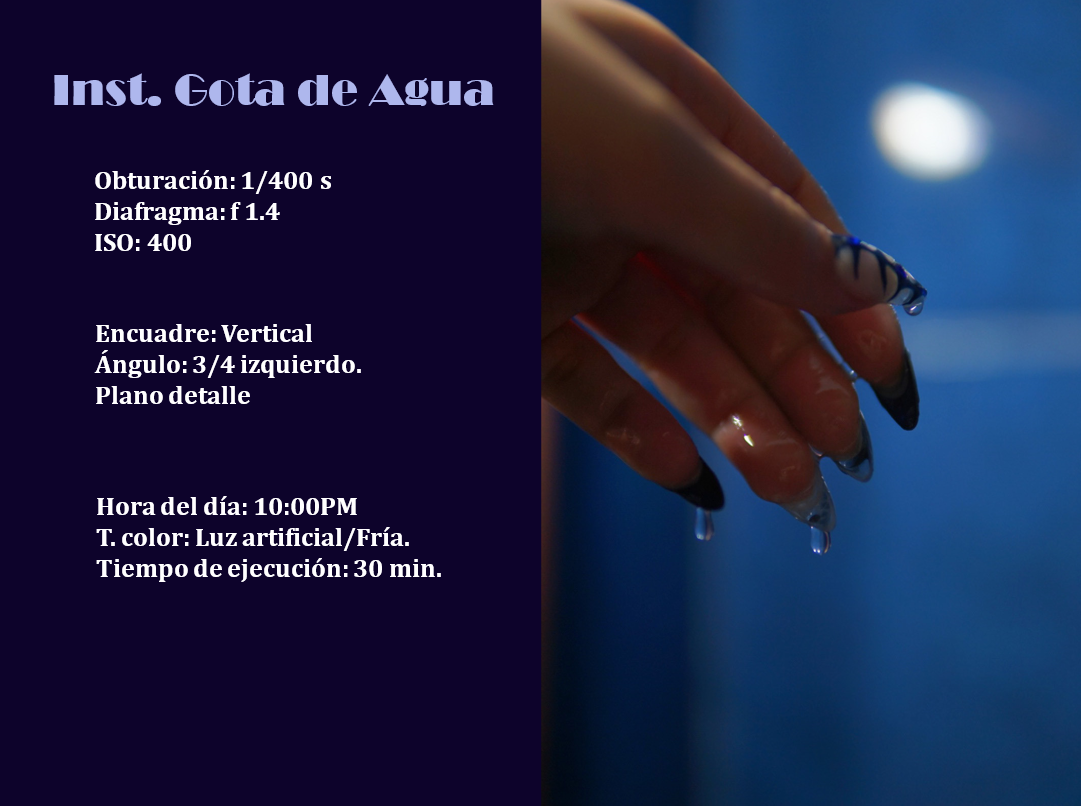 Inst. Gota de Agua
Obturación: 1/400 s
Diafragma: f 1.4
ISO: 400
Encuadre: Vertical
Ángulo: 3/4 izquierdo.
Plano detalle
Hora del día: 10:00PM
T. color: Luz artificial/Fría.
Tiempo de ejecución: 30 min.